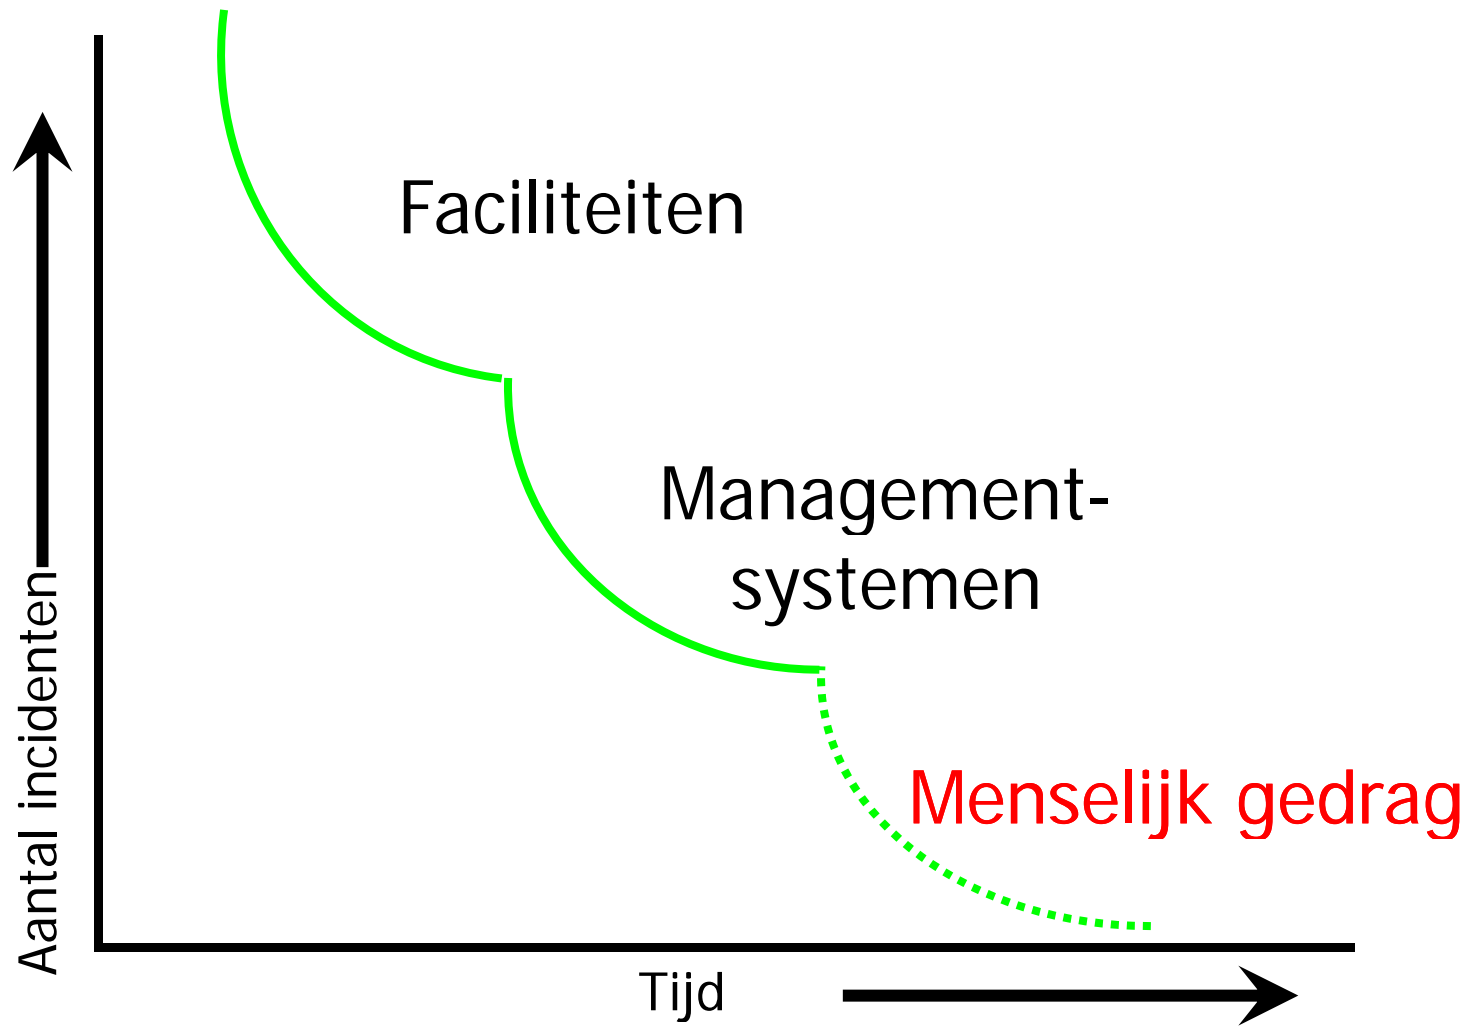 Faciliteiten
Management-
systemen
Menselijk gedrag
Aantal incidenten
Tijd